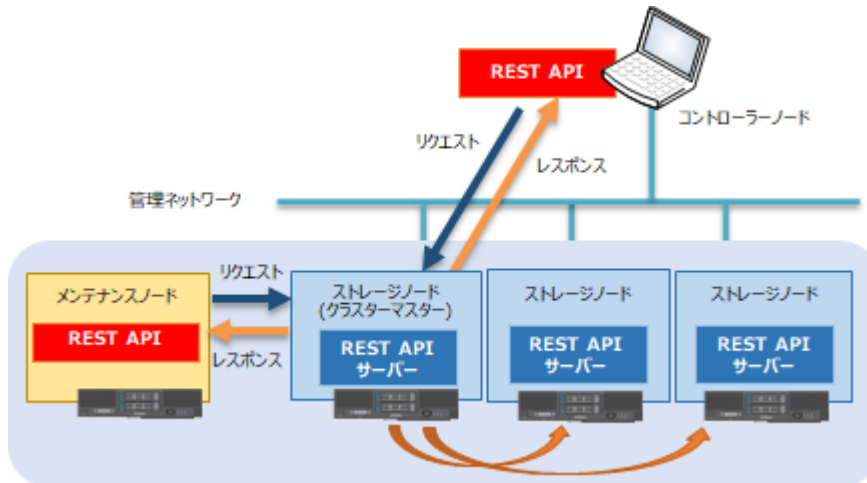 REST API
コントローラーノード
リクエスト
レスポンス
管理ネットワーク
リクエスト
メンテナンスノード
REST API
レスポンス
ストレージノード
(クラスターマスター)
REST API
サーバー
ストレージノード
REST API
サーバー
ストレージノード
REST API
サーバー